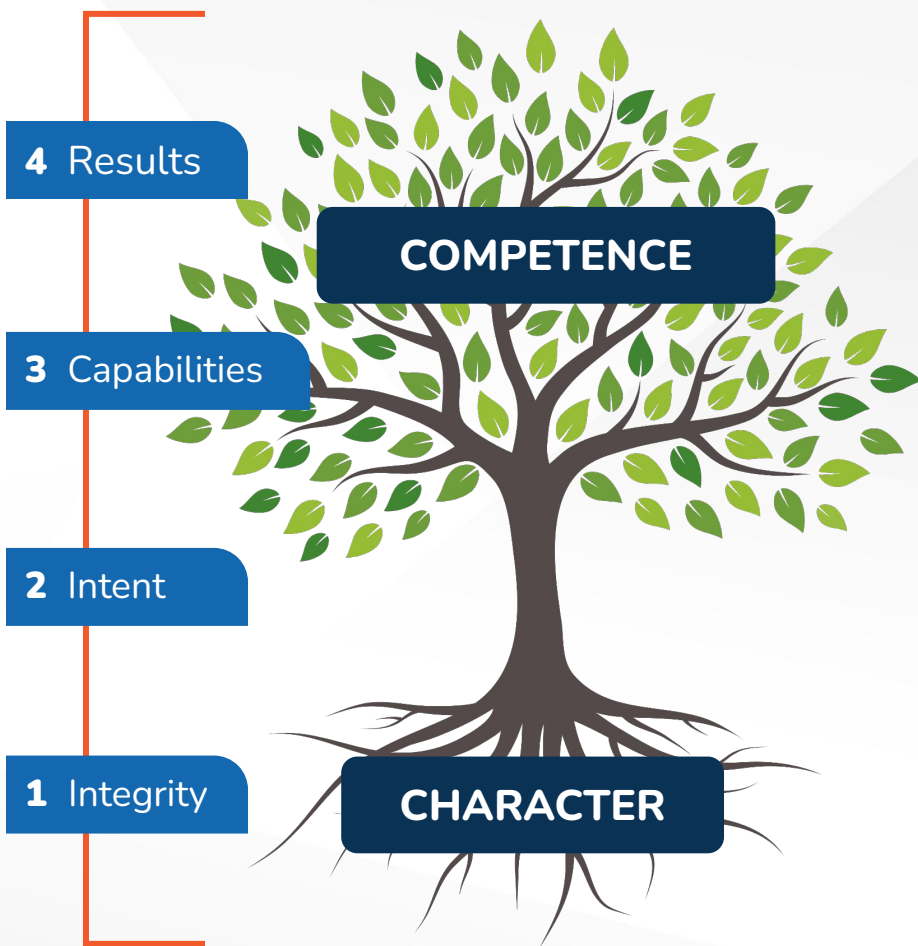 4 Results
COMPETENCE
3 Capabilities
2 Intent
1 Integrity
CHARACTER